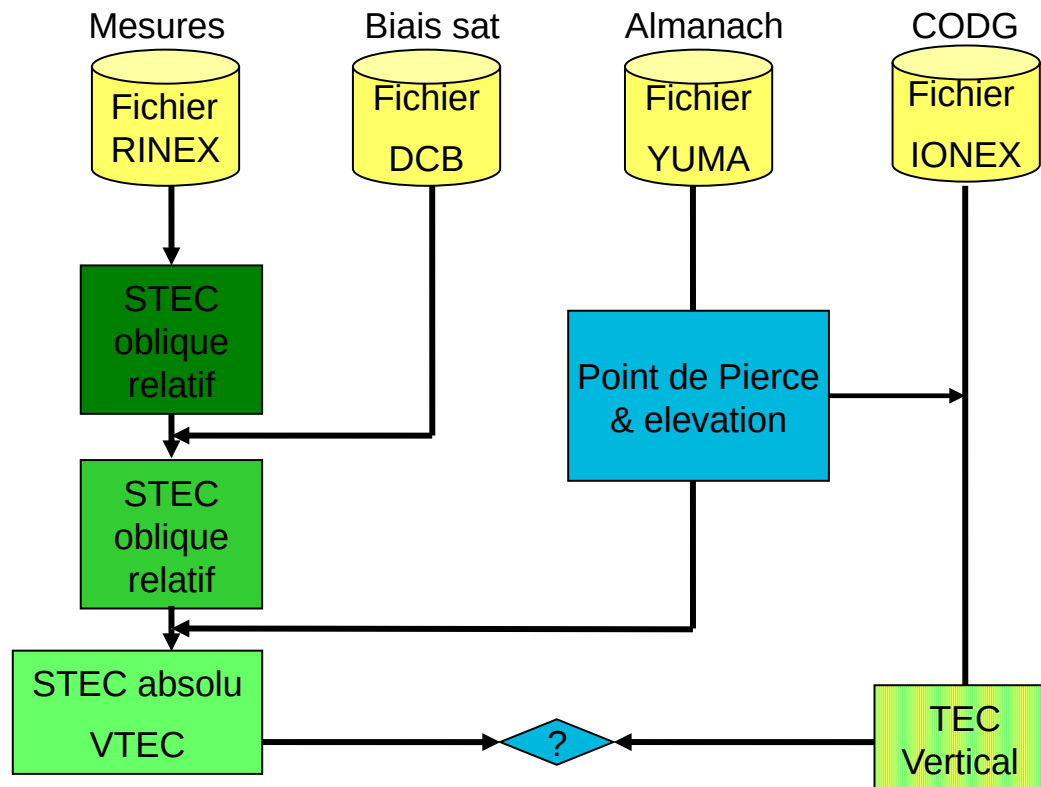 Mesures
Biais sat
Almanach
CODG
Fichier
RINEX
Fichier
DCB
Fichier
YUMA
Fichier
IONEX
STEC
oblique
relatif
Point de Pierce
& elevation
STEC
oblique
relatif
STEC absolu
VTEC
?
TEC
Vertical